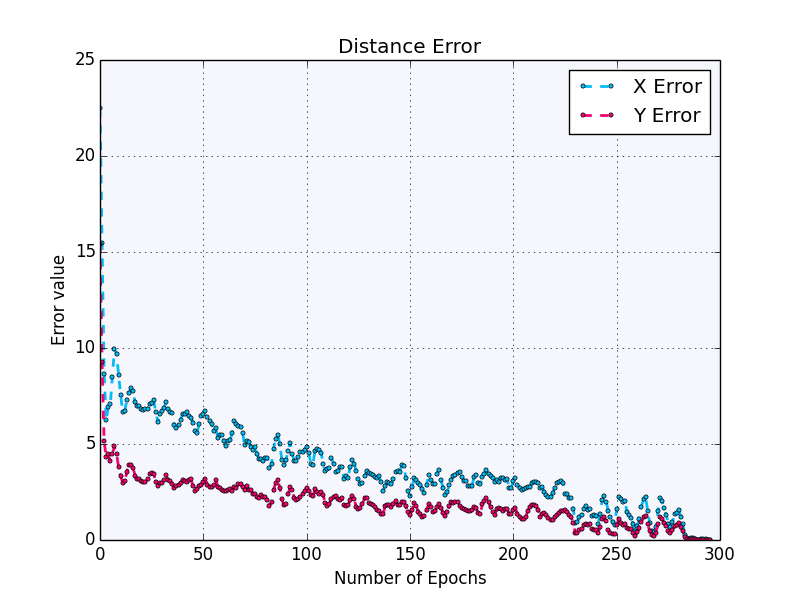 Distance Error
X Error
Y Error
Error value
25
20
15
10
5
0
0 50 100 150 200 250 300
Number of Epochs